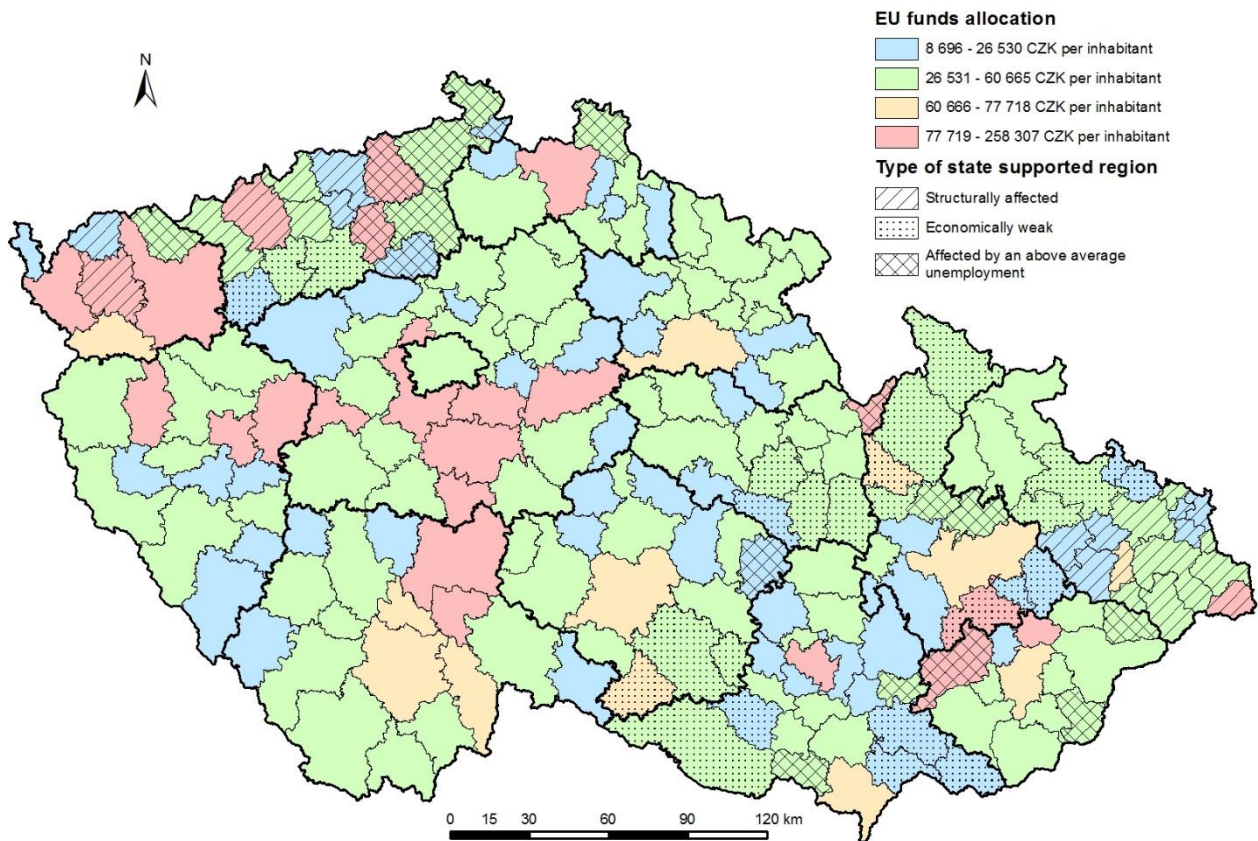 EU funds allocation
8 696 - 26 530 CZK per inhabitant
26 531 - 60 665 CZK per inhabitant
60 666 - 77 718 CZK per inhabitant
77 719 - 258 307 CZK per inhabitant
Type of state supported region
Structurally affected
Economically weak
Affected by an above average
unemployment
N
0 15 30 60 90 120 km